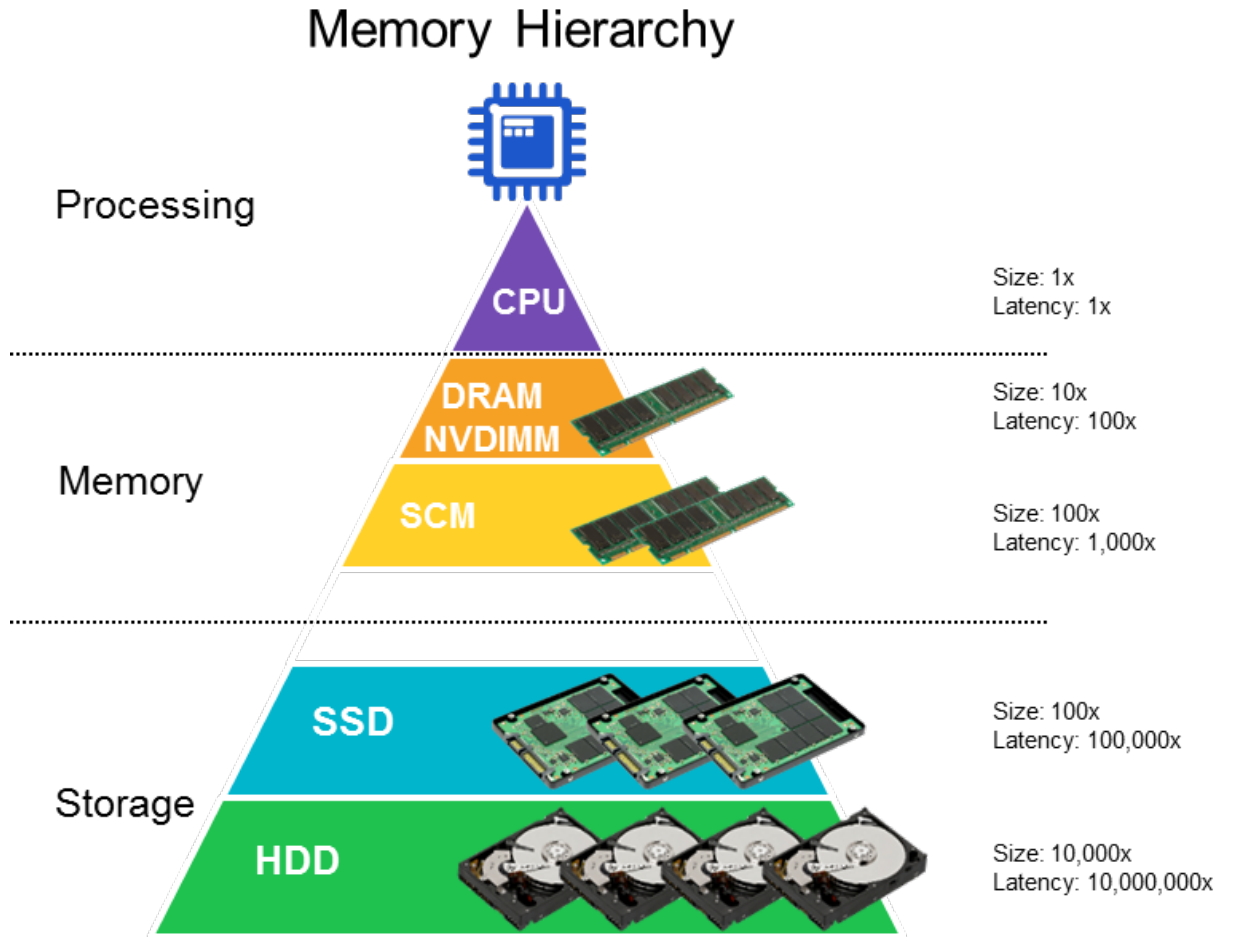 Memory Hierarchy
Processing
CPU
Size: 1x
Latency: 1x
DRAM
NVDIMM
Size: 10x
Latency: 100x
Memory
SCM
Size: 100x
Latency: 1,000x
SSD
Size: 100x
Latency: 100,000x
Storage
HDD
Size: 10,000x
Latency: 10,000,000x